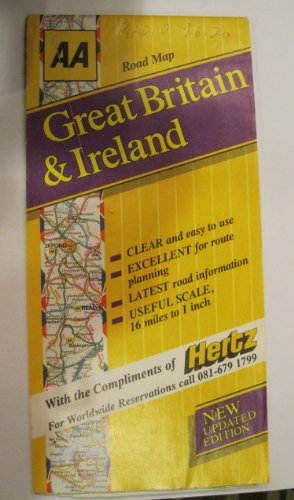 AA
Road Map
Great Britain
& Ireland
CLEAR and easy to use
EXCELLENT for route
planning
LATEST road information
USEFUL SCALE,
16 miles to 1 inch
With the Compliments of Hertz
For Worldwide Reservations call 081-679 1799
NEW
UPDATED
EDITION